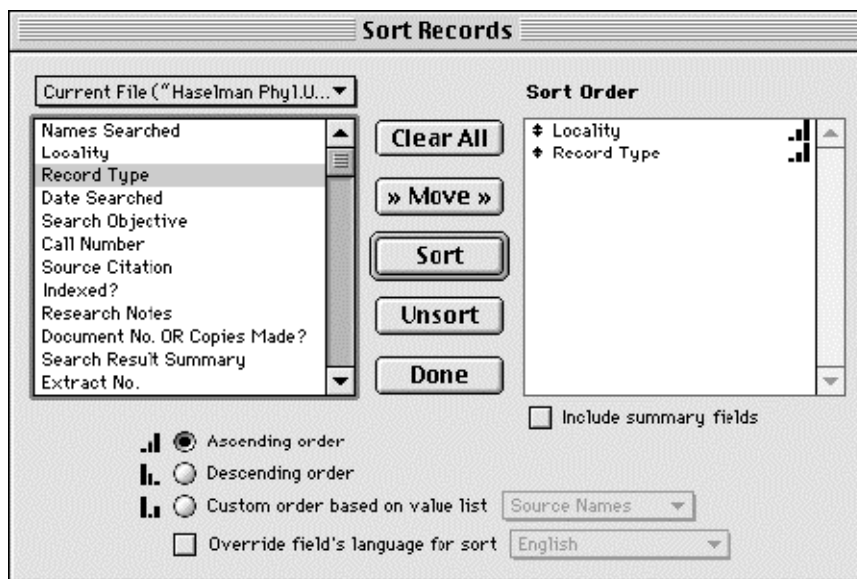 Sort Records
Current File ("Haselman Phy1.U...
Names Searched
Locality
Record Type
Date Searched
Search Objective
Call Number
Source Citation
Indexed?
Research Notes
Document No. OR Copies Made?
Search Result Summary
Extract No.
Clear All
» Move »
Sort
Unsort
Done
Sort Order
Locality
Record Type
Include summary fields
Ascending order
Descending order
Custom order based on value list
Source Names
Override field's language for sort
English